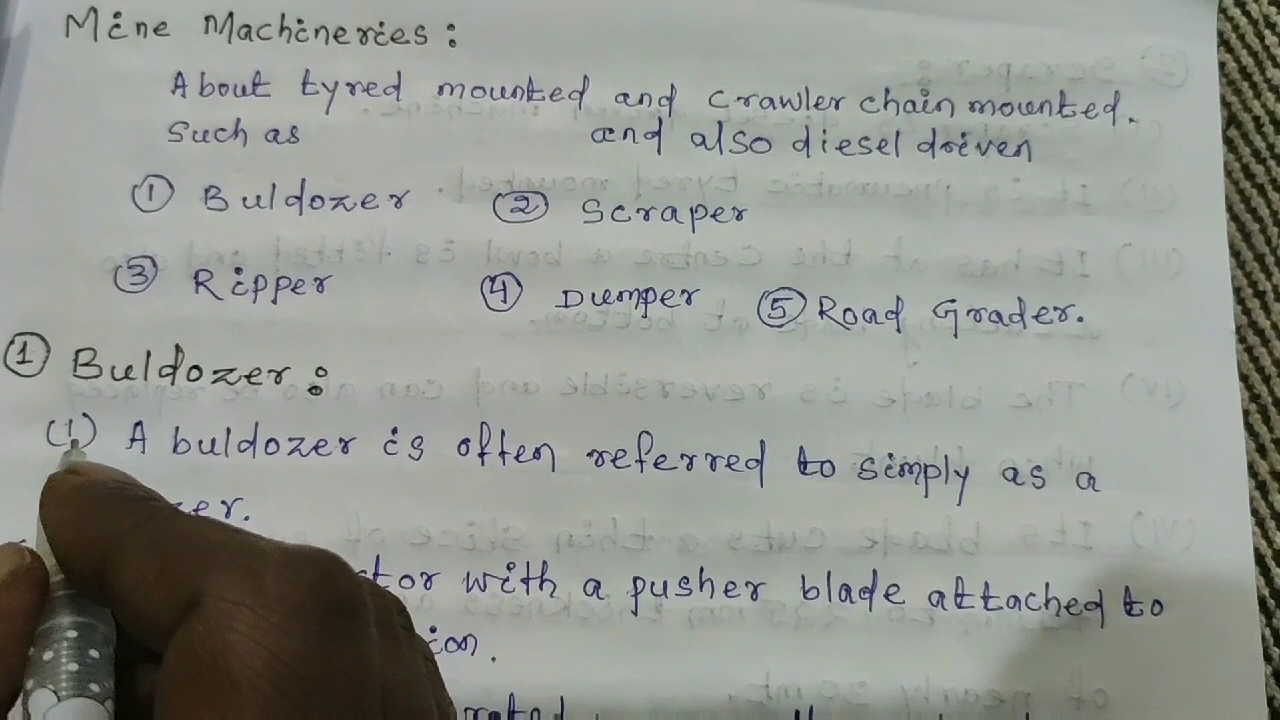 Mine Machineries:
About tyred mounted and crawler chain mounted.
Such as and also diesel driven
① Buldozer ② Scraper
③ Ripper ④ Dumper ⑤ Road Grader.
① Buldozer:
(1) A buldozer is often referred to simply as a
with a pusher blade attached to